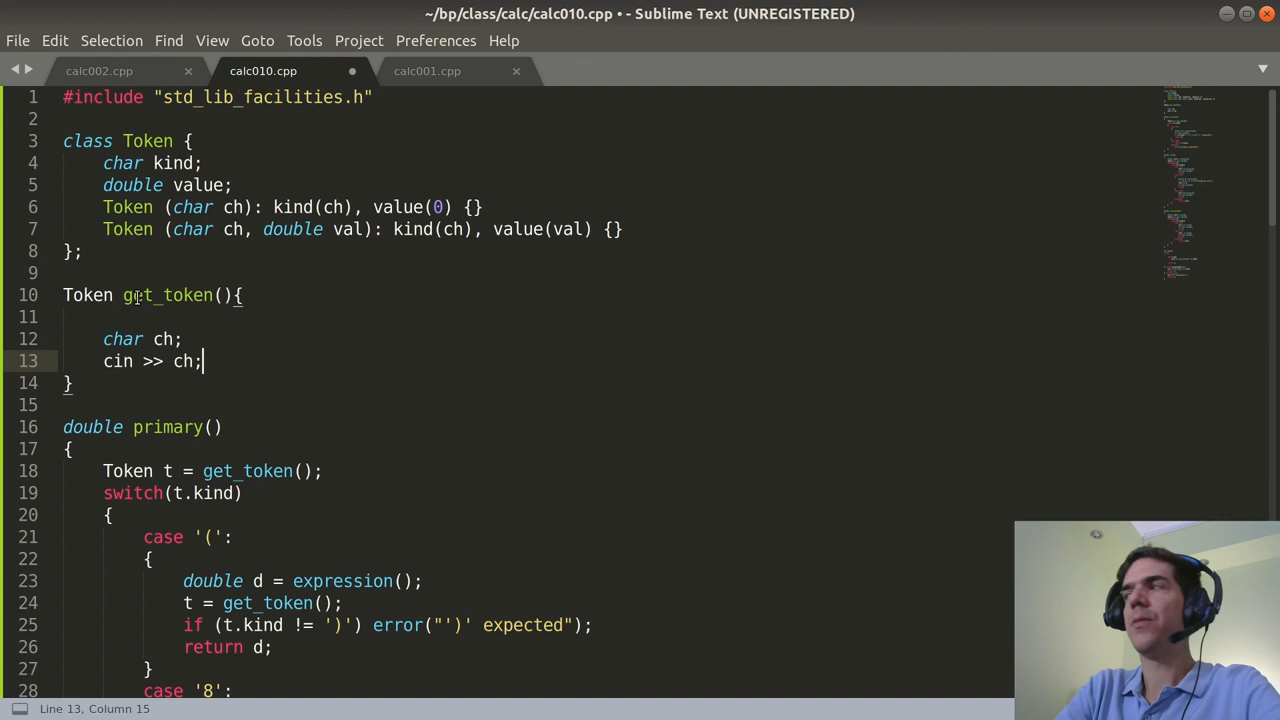 ~/bp/class/calc/calc010.cpp • - Sublime Text (UNREGISTERED)
File Edit Selection Find View Goto Tools Project Preferences Help
calc002.cpp calc010.cpp calc001.cpp
1 #include "std_lib_facilities.h"
2
3 class Token {
4 char kind;
5 double value;
6 Token (char ch): kind(ch), value(0) {}
7 Token (char ch, double val): kind(ch), value(val) {}
8 };
9
10 Token get_token(){
11
12 char ch;
13 cin >> ch;
14 }
15
16 double primary()
17 {
18 Token t = get_token();
19 switch(t.kind)
20 {
21 case '(':
22 {
23 double d = expression();
24 t = get_token();
25 if (t.kind != ')') error("')' expected");
26 return d;
27 }
28 case '8':
Line 13, Column 15